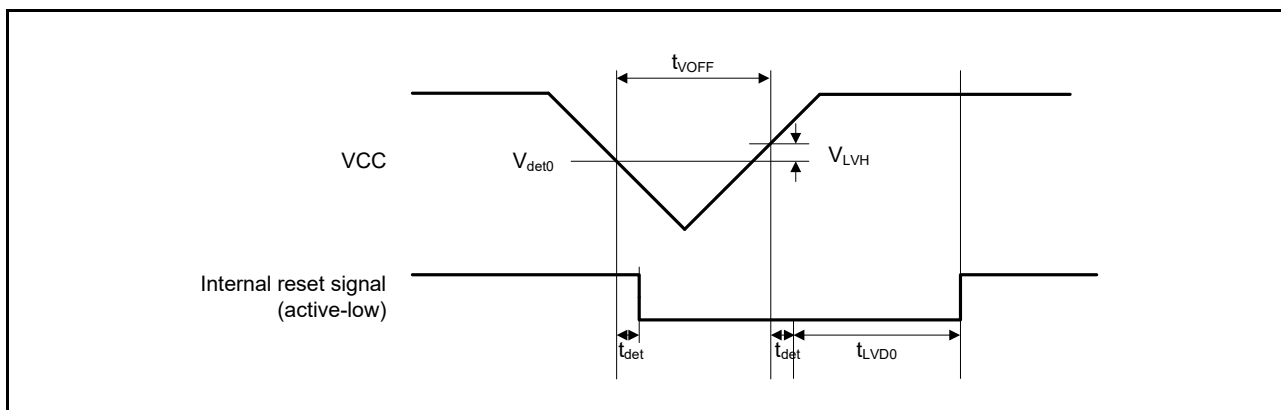 tVOFF
VCC
Vdet0
VLVH
Internal reset signal
(active-low)
tdet
tdet
tLVD0